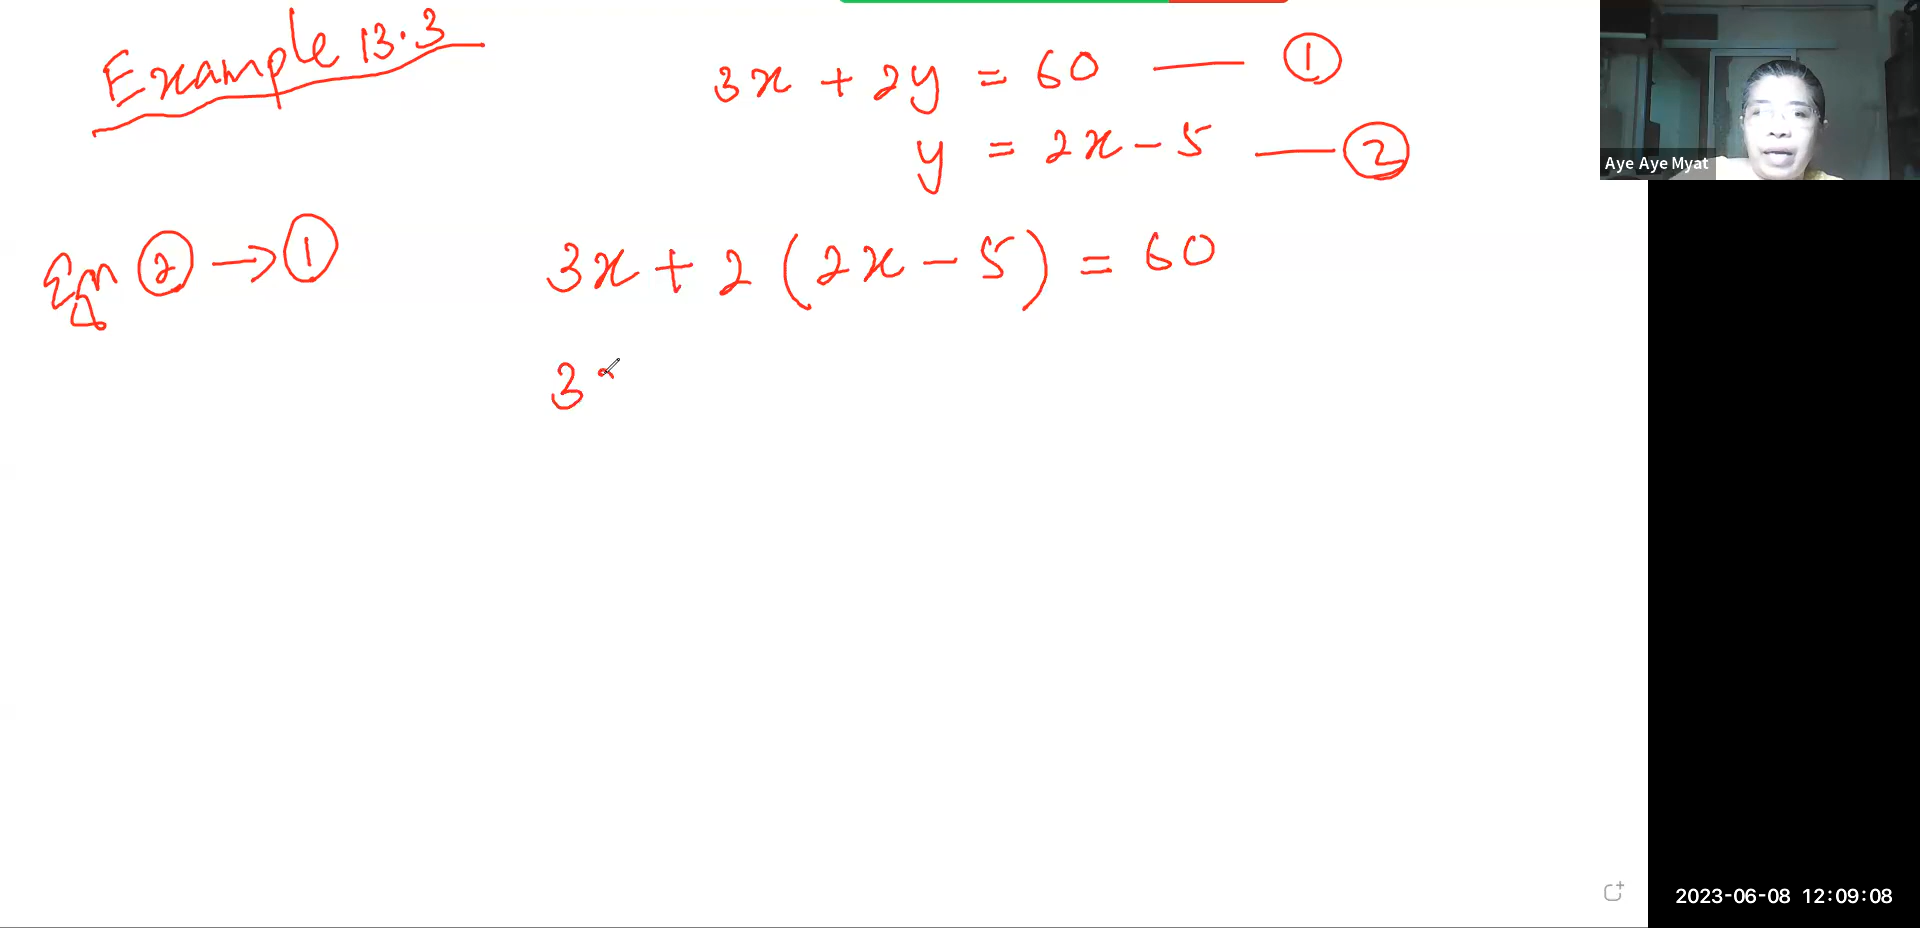 Example 13.3
3x + 2y = 60 —— ①
y = 2x - 5 —— ②
Eqn ② → ① 3x + 2 (2x - 5) = 60
3
Aye Aye Myat
2023-06-08 12:09:08